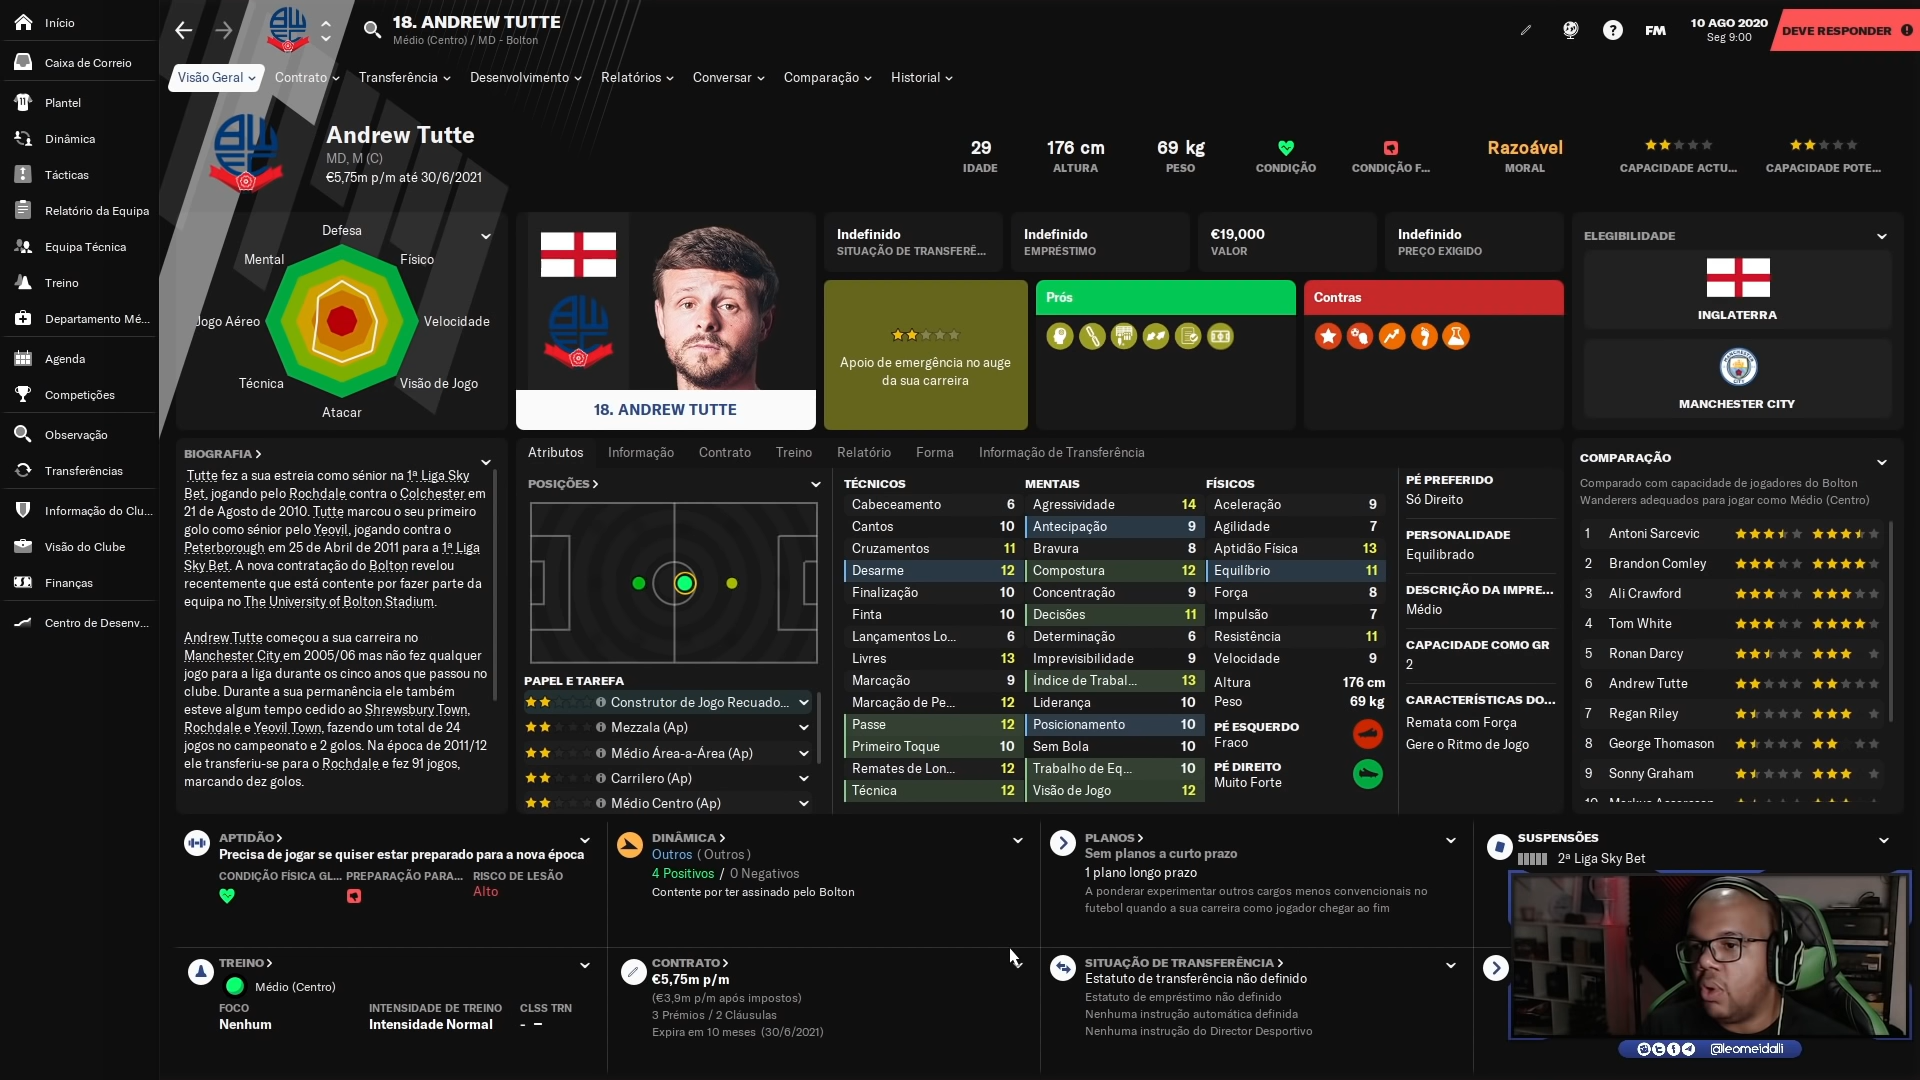 Início
Caixa de Correio
Plantel
Dinâmica
Tácticas
Relatório da Equipa
Equipa Técnica
Treino
Departamento Mé...
Agenda
Competições
Observação
Transferências
Informação do Clu...
Visão do Clube
Finanças
Centro de Desenv...
18. ANDREW TUTTE
Médio (Centro) / MD - Bolton
FM
10 AGO 2020
Seg 9:00
DEVE RESPONDER
Visão Geral
Contrato
Transferência
Desenvolvimento
Relatórios
Conversar
Comparação
Historial
Andrew Tutte
MD, M (C)
€5,75m p/m até 30/6/2021
29
IDADE
176 cm
ALTURA
69 kg
PESO
CONDIÇÃO
CONDIÇÃO F...
Razoável
MORAL
CAPACIDADE ACTU...
CAPACIDADE POTE...
Defesa
Mental
Físico
Jogo Aéreo
Velocidade
Técnica
Visão de Jogo
Atacar
18. ANDREW TUTTE
Indefinido
SITUAÇÃO DE TRANSFERÊ...
Indefinido
EMPRÉSTIMO
€19,000
VALOR
Indefinido
PREÇO EXIGIDO
Apoio de emergência no auge
da sua carreira
Prós
Contras
ELEGIBILIDADE
INGLATERRA
MANCHESTER CITY
BIOGRAFIA
Tutte fez a sua estreia como sénior na 1ª Liga Sky
Bet, jogando pelo Rochdale contra o Colchester em
21 de Agosto de 2010. Tutte marcou o seu primeiro
golo como sénior pelo Yeovil, jogando contra o
Peterborough em 25 de Abril de 2011 para a 1ª Liga
Sky Bet. A nova contratação do Bolton revelou
recentemente que está contente por fazer parte da
equipa no The University of Bolton Stadium.
Andrew Tutte começou a sua carreira no
Manchester City em 2005/06 mas não fez qualquer
jogo para a liga durante os cinco anos que passou no
clube. Durante a sua permanência ele também
esteve algum tempo cedido ao Shrewsbury Town,
Rochdale e Yeovil Town, fazendo um total de 24
jogos no campeonato e 2 golos. Na época de 2011/12
ele transferiu-se para o Rochdale e fez 91 jogos,
marcando dez golos.
Atributos
Informação
Contrato
Treino
Relatório
Forma
Informação de Transferência
POSIÇÕES
PAPEL E TAREFA
Construtor de Jogo Recuado...
Mezzala (Ap)
Médio Área-a-Área (Ap)
Carrilero (Ap)
Médio Centro (Ap)
TÉCNICOS
Cabeceamento 6
Cantos 10
Cruzamentos 11
Desarme 12
Finalização 10
Finta 10
Lançamentos Lo... 6
Livres 13
Marcação 9
Marcação de Pe... 12
Passe 12
Primeiro Toque 10
Remates de Lon... 12
Técnica 12
MENTAIS
Agressividade 14
Antecipação 9
Bravura 8
Compostura 12
Concentração 9
Decisões 11
Determinação 6
Imprevisibilidade 9
Índice de Trabal... 13
Liderança 10
Posicionamento 10
Sem Bola 10
Trabalho de Eq... 10
Visão de Jogo 12
FÍSICOS
Aceleração 9
Agilidade 7
Aptidão Física 13
Equilíbrio 11
Força 8
Impulsão 7
Resistência 11
Velocidade 9
Altura 176 cm
Peso 69 kg
PÉ ESQUERDO
Fraco
PÉ DIREITO
Muito Forte
PÉ PREFERIDO
Só Direito
PERSONALIDADE
Equilibrado
DESCRIÇÃO DA IMPRE...
Médio
CAPACIDADE COMO GR
2
CARACTERÍSTICAS DO...
Remata com Força
Gere o Ritmo de Jogo
COMPARAÇÃO
Comparado com capacidade de jogadores do Bolton
Wanderers adequados para jogar como Médio (Centro)
1 Antoni Sarcevic
2 Brandon Comley
3 Ali Crawford
4 Tom White
5 Ronan Darcy
6 Andrew Tutte
7 Regan Riley
8 George Thomason
9 Sonny Graham
APTIDÃO
Precisa de jogar se quiser estar preparado para a nova época
CONDIÇÃO FÍSICA GL...
PREPARAÇÃO PARA...
RISCO DE LESÃO
Alto
DINÂMICA
Outros (Outros)
4 Positivos / 0 Negativos
Contente por ter assinado pelo Bolton
PLANOS
Sem planos a curto prazo
1 plano longo prazo
A ponderar experimentar outros cargos menos convencionais no
futebol quando a sua carreira como jogador chegar ao fim
SUSPENSÕES
2ª Liga Sky Bet
TREINO
Médio (Centro)
FOCO
Nenhum
INTENSIDADE DE TREINO
Intensidade Normal
CLSS TRN
- –
CONTRATO
€5,75m p/m
(€3,9m p/m após impostos)
3 Prémios / 2 Cláusulas
Expira em 10 meses (30/6/2021)
SITUAÇÃO DE TRANSFERÊNCIA
Estatuto de transferência não definido
Estatuto de empréstimo não definido
Nenhuma instrução automática definida
Nenhuma instrução do Director Desportivo
@leomeidalli